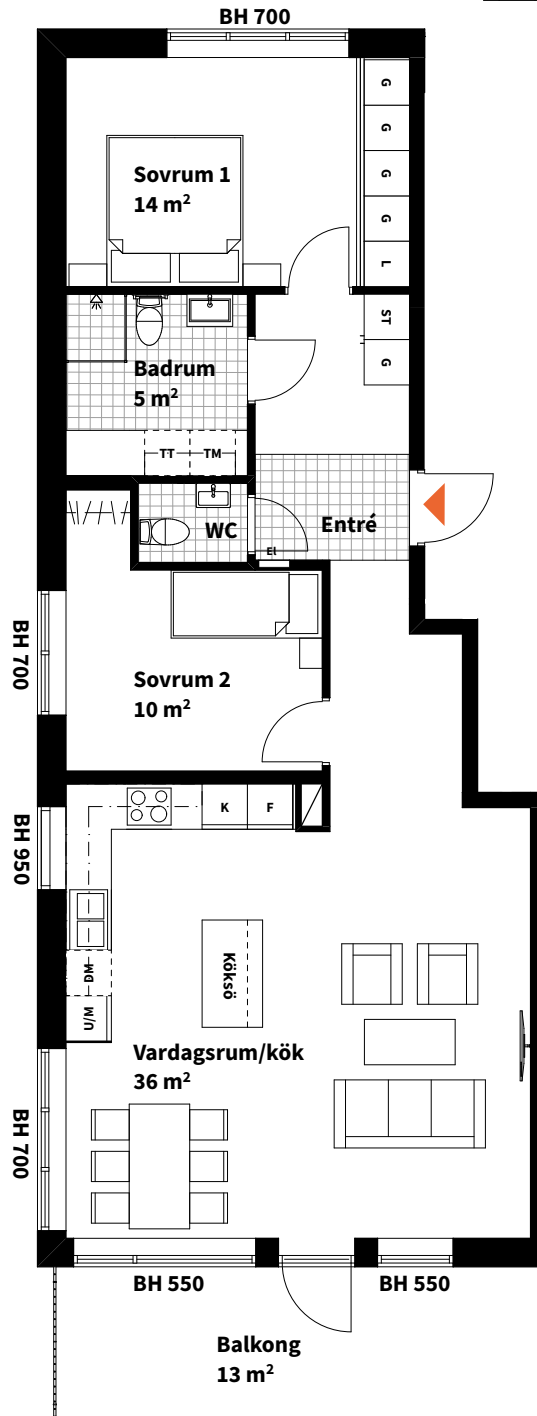 BH 700
G
G
G
G
L
Sovrum 1
14 m²
ST
G
Badrum
5 m²
TT
TM
WC
Entré
El
BH 700
Sovrum 2
10 m²
K
F
BH 950
DM
U/M
Köksö
Vardagsrum/kök
36 m²
BH 700
BH 550
BH 550
Balkong
13 m²